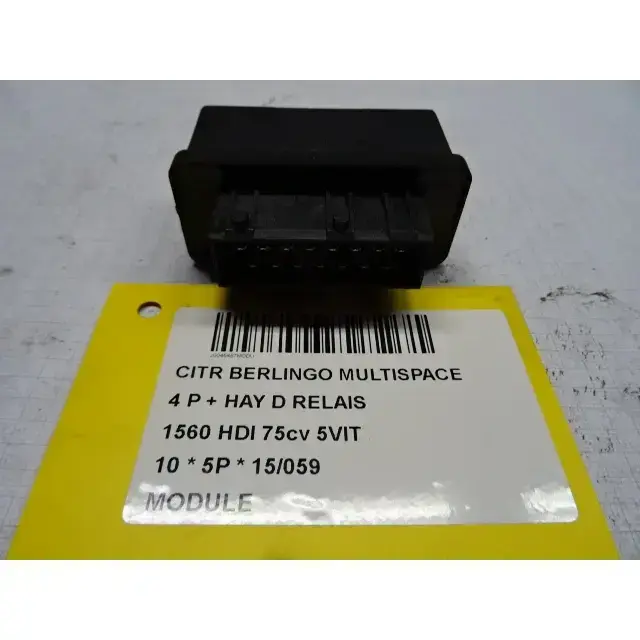 CITR BERLINGO MULTISPACE
4 P + HAY D RELAIS
1560 HDI 75cv 5VIT
10 * 5P * 15/059
MODULE